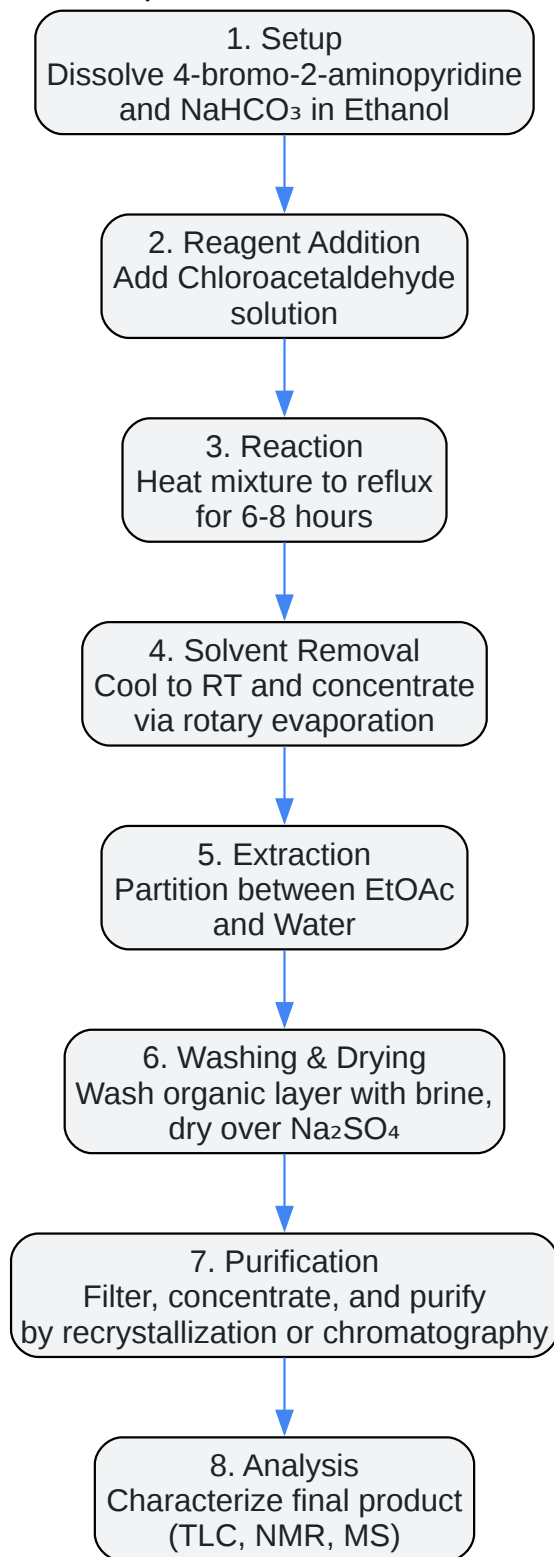 1. Setup
Dissolve 4-bromo-2-aminopyridine
and NaHCO₃ in Ethanol
2. Reagent Addition
Add Chloroacetaldehyde
solution
3. Reaction
Heat mixture to reflux
for 6-8 hours
4. Solvent Removal
Cool to RT and concentrate
via rotary evaporation
5. Extraction
Partition between EtOAc
and Water
6. Washing & Drying
Wash organic layer with brine,
dry over Na₂SO₄
7. Purification
Filter, concentrate, and purify
by recrystallization or chromatography
8. Analysis
Characterize final product
(TLC, NMR, MS)